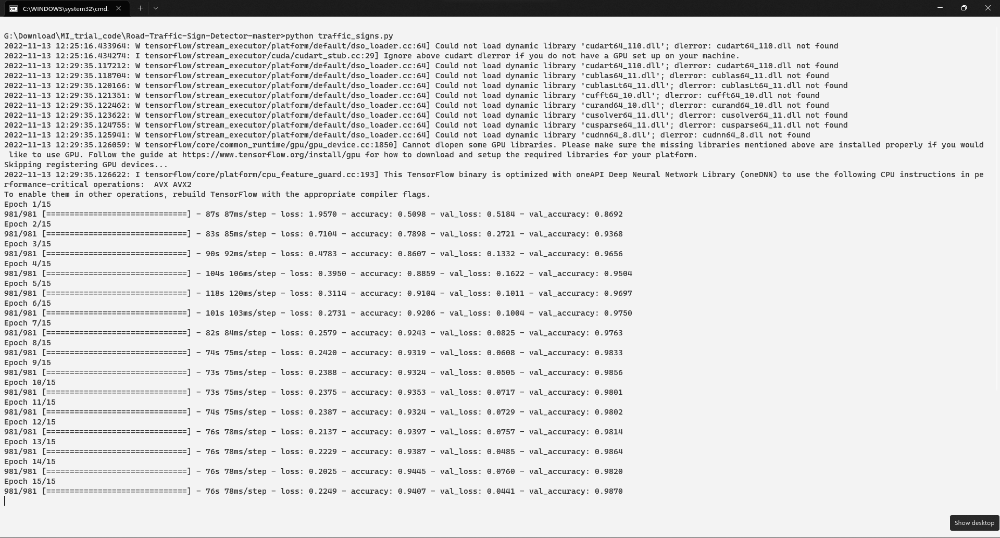 C:\WINDOWS\system32\cmd.
G:\Download\MI_trial_code\Road-Traffic-Sign-Detector-master>python traffic_signs.py
2022-11-13 12:25:16.433964: W tensorflow/stream_executor/platform/default/dso_loader.cc:64] Could not load dynamic library 'cudart64_110.dll'; dlerror: cudart64_110.dll not found
2022-11-13 12:25:16.434274: I tensorflow/stream_executor/cuda/cudart_stub.cc:29] Ignore above cudart dlerror if you do not have a GPU set up on your machine.
2022-11-13 12:29:35.117212: W tensorflow/stream_executor/platform/default/dso_loader.cc:64] Could not load dynamic library 'cudart64_110.dll'; dlerror: cudart64_110.dll not found
2022-11-13 12:29:35.118704: W tensorflow/stream_executor/platform/default/dso_loader.cc:64] Could not load dynamic library 'cublas64_11.dll'; dlerror: cublas64_11.dll not found
2022-11-13 12:29:35.120166: W tensorflow/stream_executor/platform/default/dso_loader.cc:64] Could not load dynamic library 'cublasLt64_11.dll'; dlerror: cublasLt64_11.dll not found
2022-11-13 12:29:35.121351: W tensorflow/stream_executor/platform/default/dso_loader.cc:64] Could not load dynamic library 'cufft64_10.dll'; dlerror: cufft64_10.dll not found
2022-11-13 12:29:35.122462: W tensorflow/stream_executor/platform/default/dso_loader.cc:64] Could not load dynamic library 'curand64_10.dll'; dlerror: curand64_10.dll not found
2022-11-13 12:29:35.123622: W tensorflow/stream_executor/platform/default/dso_loader.cc:64] Could not load dynamic library 'cusolver64_11.dll'; dlerror: cusolver64_11.dll not found
2022-11-13 12:29:35.124755: W tensorflow/stream_executor/platform/default/dso_loader.cc:64] Could not load dynamic library 'cusparse64_11.dll'; dlerror: cusparse64_11.dll not found
2022-11-13 12:29:35.125941: W tensorflow/stream_executor/platform/default/dso_loader.cc:64] Could not load dynamic library 'cudnn64_8.dll'; dlerror: cudnn64_8.dll not found
2022-11-13 12:29:35.126059: W tensorflow/core/common_runtime/gpu/gpu_device.cc:1850] Cannot dlopen some GPU libraries. Please make sure the missing libraries mentioned above are installed properly if you would
 like to use GPU. Follow the guide at https://www.tensorflow.org/install/gpu for how to download and setup the required libraries for your platform.
Skipping registering GPU devices...
2022-11-13 12:29:35.126622: I tensorflow/core/platform/cpu_feature_guard.cc:193] This TensorFlow binary is optimized with oneAPI Deep Neural Network Library (oneDNN) to use the following CPU instructions in pe
rformance-critical operations:  AVX AVX2
To enable them in other operations, rebuild TensorFlow with the appropriate compiler flags.
Epoch 1/15
981/981 [==============================] - 87s 87ms/step - loss: 1.9570 - accuracy: 0.5098 - val_loss: 0.5184 - val_accuracy: 0.8692
Epoch 2/15
981/981 [==============================] - 83s 85ms/step - loss: 0.7104 - accuracy: 0.7898 - val_loss: 0.2721 - val_accuracy: 0.9368
Epoch 3/15
981/981 [==============================] - 90s 92ms/step - loss: 0.4783 - accuracy: 0.8607 - val_loss: 0.1332 - val_accuracy: 0.9656
Epoch 4/15
981/981 [==============================] - 104s 106ms/step - loss: 0.3950 - accuracy: 0.8859 - val_loss: 0.1622 - val_accuracy: 0.9504
Epoch 5/15
981/981 [==============================] - 118s 120ms/step - loss: 0.3114 - accuracy: 0.9104 - val_loss: 0.1011 - val_accuracy: 0.9697
Epoch 6/15
981/981 [==============================] - 101s 103ms/step - loss: 0.2731 - accuracy: 0.9206 - val_loss: 0.1004 - val_accuracy: 0.9750
Epoch 7/15
981/981 [==============================] - 82s 84ms/step - loss: 0.2579 - accuracy: 0.9243 - val_loss: 0.0825 - val_accuracy: 0.9763
Epoch 8/15
981/981 [==============================] - 74s 75ms/step - loss: 0.2420 - accuracy: 0.9319 - val_loss: 0.0608 - val_accuracy: 0.9833
Epoch 9/15
981/981 [==============================] - 73s 75ms/step - loss: 0.2388 - accuracy: 0.9324 - val_loss: 0.0505 - val_accuracy: 0.9856
Epoch 10/15
981/981 [==============================] - 73s 75ms/step - loss: 0.2375 - accuracy: 0.9353 - val_loss: 0.0717 - val_accuracy: 0.9801
Epoch 11/15
981/981 [==============================] - 74s 75ms/step - loss: 0.2387 - accuracy: 0.9324 - val_loss: 0.0729 - val_accuracy: 0.9802
Epoch 12/15
981/981 [==============================] - 76s 78ms/step - loss: 0.2137 - accuracy: 0.9397 - val_loss: 0.0757 - val_accuracy: 0.9814
Epoch 13/15
981/981 [==============================] - 76s 78ms/step - loss: 0.2229 - accuracy: 0.9387 - val_loss: 0.0485 - val_accuracy: 0.9864
Epoch 14/15
981/981 [==============================] - 76s 78ms/step - loss: 0.2025 - accuracy: 0.9445 - val_loss: 0.0760 - val_accuracy: 0.9820
Epoch 15/15
981/981 [==============================] - 76s 78ms/step - loss: 0.2249 - accuracy: 0.9407 - val_loss: 0.0441 - val_accuracy: 0.9870
Show desktop